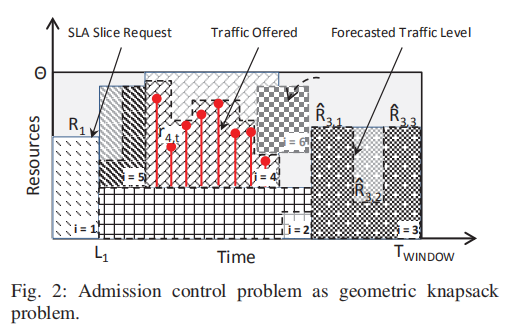 SLA Slice Request Traffic Offered Forecasted Traffic Level
Θ
R1
r4,t
R̂3,1
R̂3,3
i = 6
R̂3,2
Resources
i = 5
i = 4
i = 1
i = 2
i = 3
L1
Time
TWINDOW
Fig. 2: Admission control problem as geometric knapsack
problem.